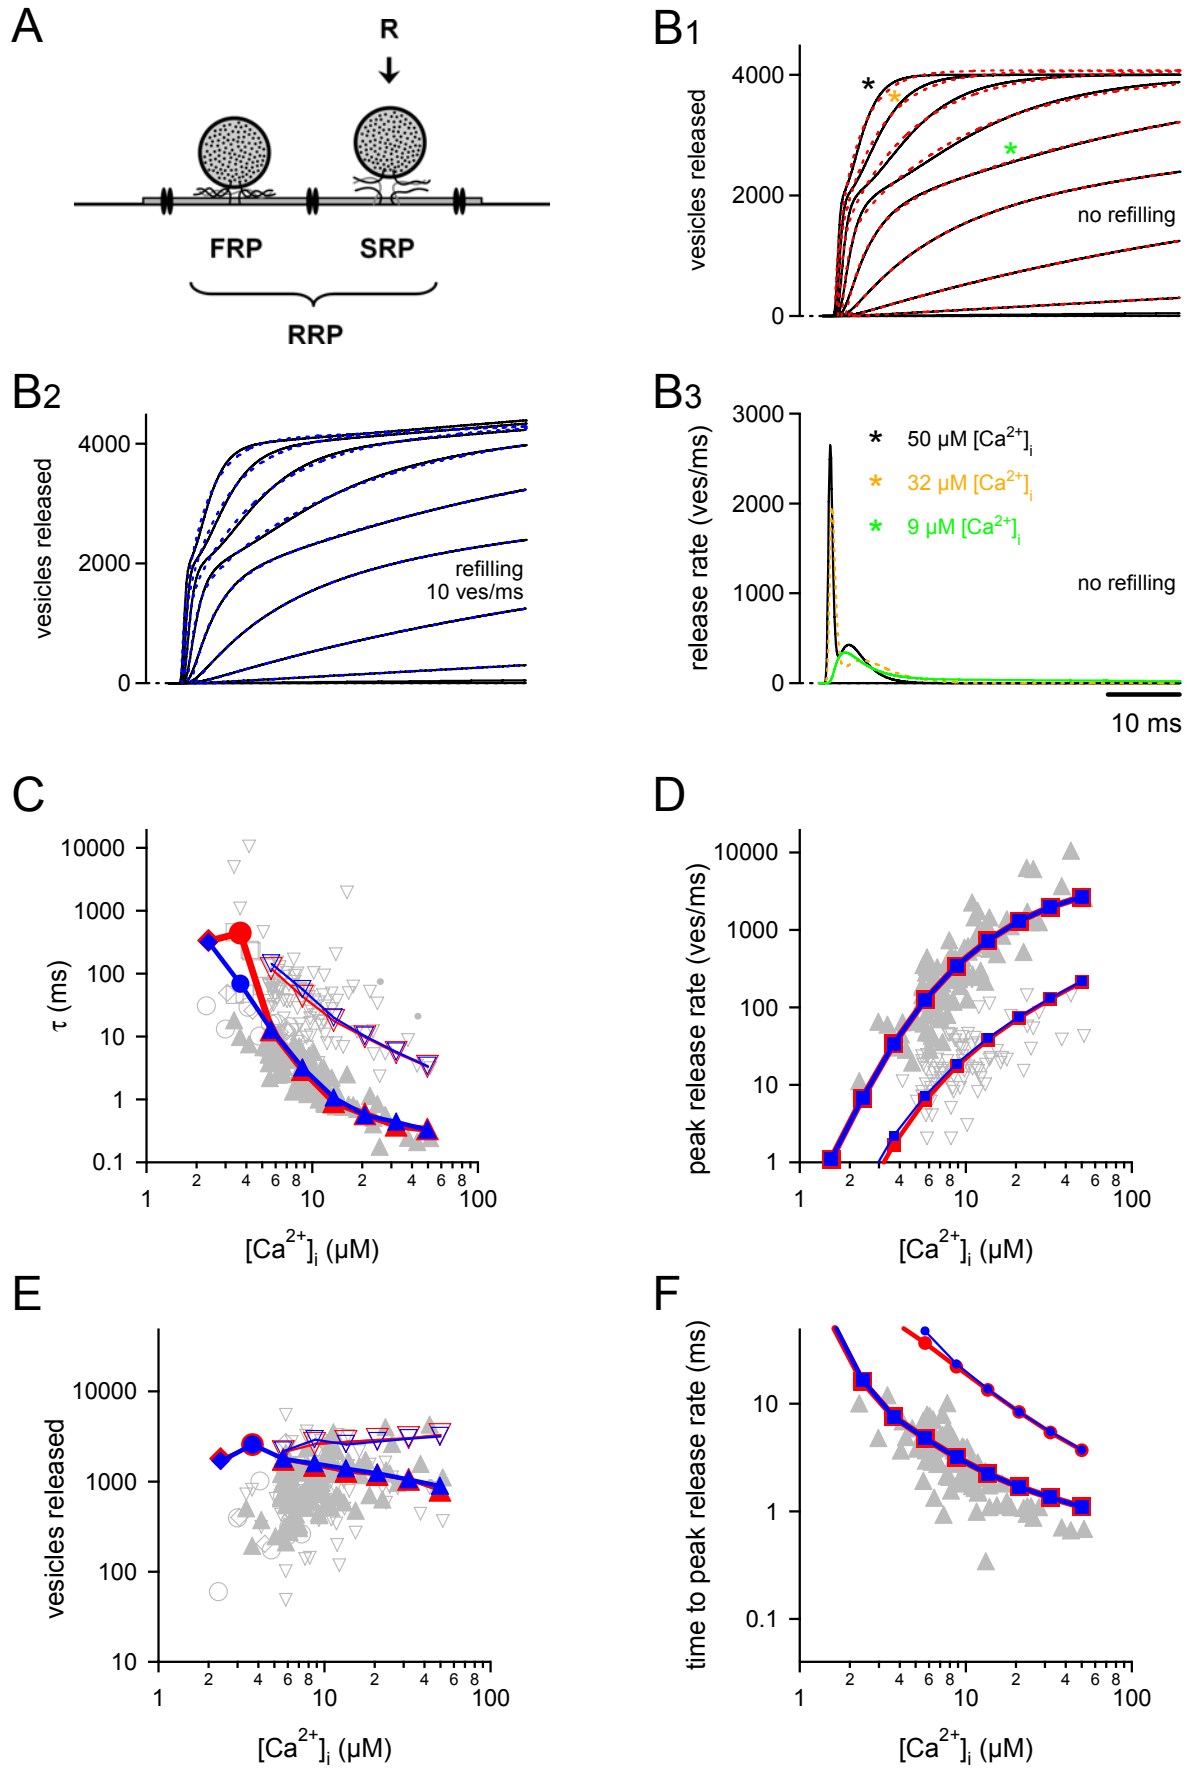 A
R
FRP SRP
RRP
B1
vesicles released
4000
2000
0
*
*
*
no refilling
B2
vesicles released
4000
2000
0
refilling
10 ves/ms
B3
release rate (ves/ms)
3000
2000
1000
0
* 50 µM [Ca2+]i
* 32 µM [Ca2+]i
* 9 µM [Ca2+]i
no refilling
10 ms
C
τ (ms)
10000
1000
100
10
1
0.1
1 2 4 6 8 10 2 4 6 8 100
[Ca2+]i (µM)
D
peak release rate (ves/ms)
10000
1000
100
10
1
1 2 4 6 8 10 2 4 6 8 100
[Ca2+]i (µM)
E
vesicles released
10000
1000
100
10
1 2 4 6 8 10 2 4 6 8 100
[Ca2+]i (µM)
F
time to peak release rate (ms)
10
1
0.1
1 2 4 6 8 10 2 4 6 8 100
[Ca2+]i (µM)